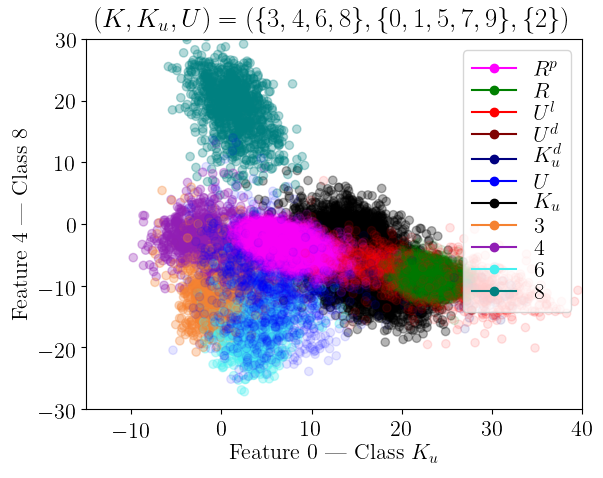 (K, K_u, U) = ({3, 4, 6, 8}, {0, 1, 5, 7, 9}, {2})
30
20
10
0
−10
−20
−30
Feature 4 — Class 8
R^p
R
U^l
U^d
K_u^d
U
K_u
3
4
6
8
−10
0
10
20
30
40
Feature 0 — Class K_u